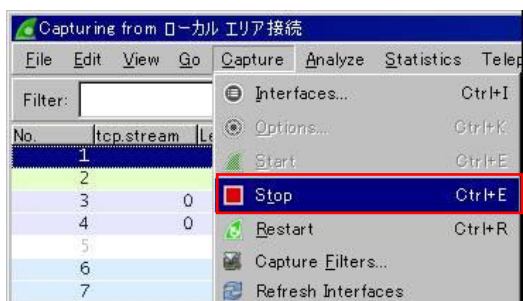 Capturing from ローカル エリア接続
File Edit View Go Capture Analyze Statistics Telep
Filter:
Interfaces... Ctrl+I
Options... Ctrl+K
Start Ctrl+E
Stop Ctrl+E
Restart Ctrl+R
Capture Filters...
Refresh Interfaces
No. tcp.stream Le
1
2
3 0
4 0
5
6
7